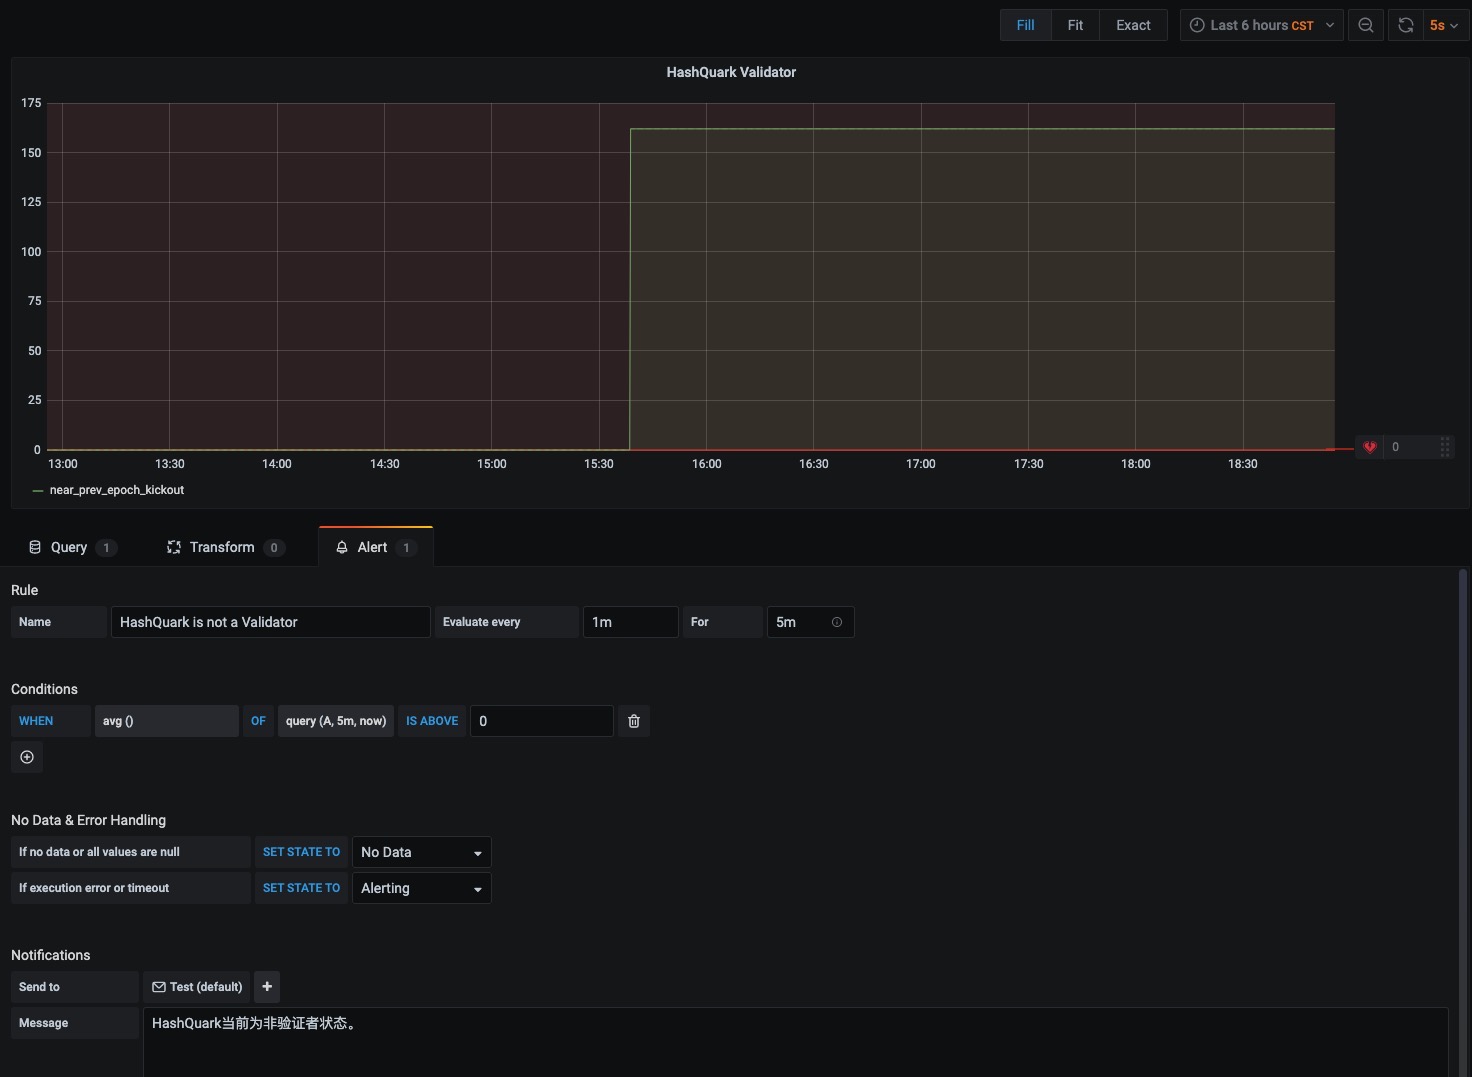 Fill Fit Exact Last 6 hours CST 5s
HashQuark Validator
175
150
125
100
75
50
25
0
0
13:00 13:30 14:00 14:30 15:00 15:30 16:00 16:30 17:00 17:30 18:00 18:30
near_prev_epoch_kickout
Query 1 Transform 0 Alert 1
Rule
Name HashQuark is not a Validator Evaluate every 1m For 5m
Conditions
WHEN avg () OF query (A, 5m, now) IS ABOVE 0
No Data & Error Handling
If no data or all values are null SET STATE TO No Data
If execution error or timeout SET STATE TO Alerting
Notifications
Send to Test (default) +
Message HashQuark当前为非验证者状态。